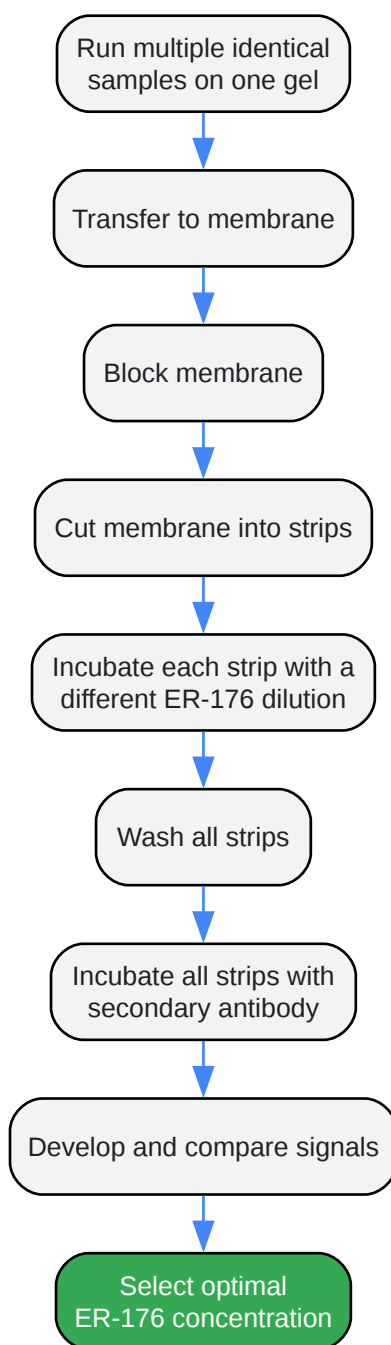 Run multiple identical
samples on one gel
Transfer to membrane
Block membrane
Cut membrane into strips
Incubate each strip with a
different ER-176 dilution
Wash all strips
Incubate all strips with
secondary antibody
Develop and compare signals
Select optimal
ER-176 concentration